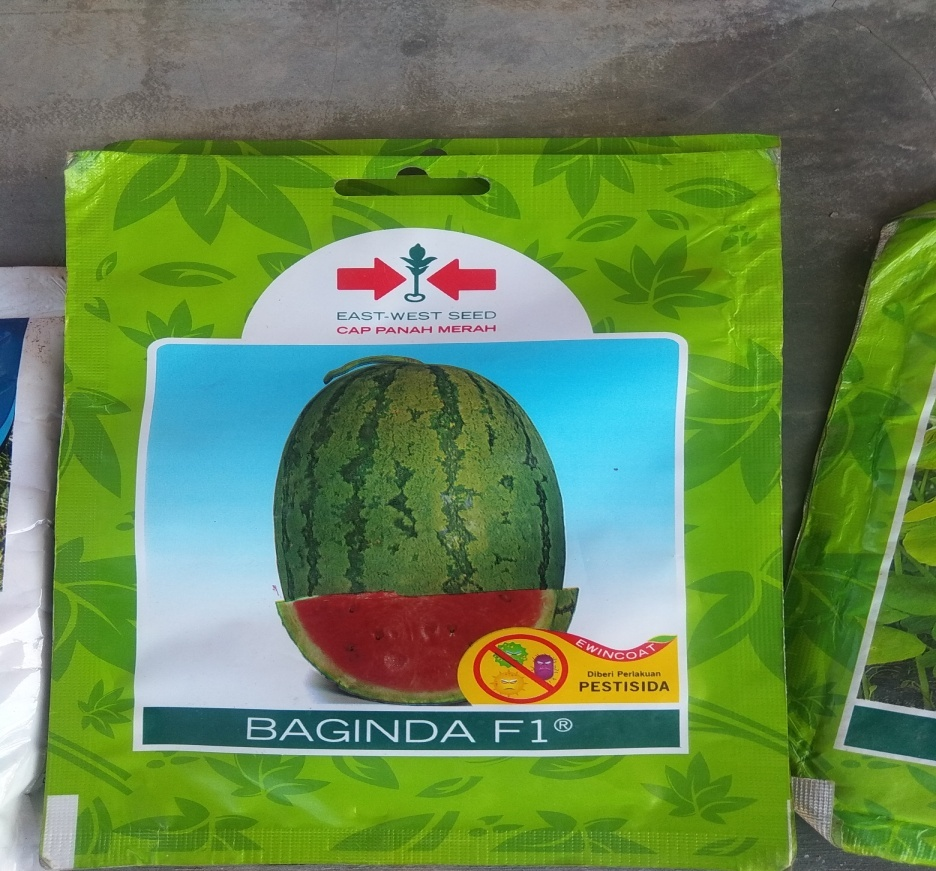 EAST-WEST SEED
CAP PANAH MERAH
EWINCOAT
Diberi Perlakuan
PESTISIDA
BAGINDA F1®